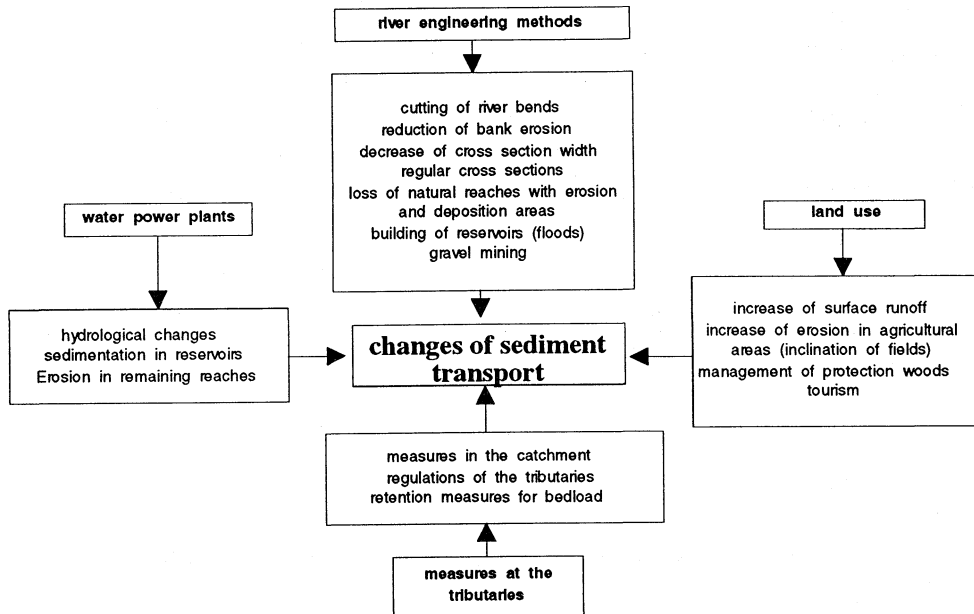 river engineering methods
cutting of river bends
reduction of bank erosion
decrease of cross section width
regular cross sections
loss of natural reaches with erosion
and deposition areas
building of reservoirs (floods)
gravel mining
water power plants
hydrological changes
sedimentation in reservoirs
Erosion in remaining reaches
land use
increase of surface runoff
increase of erosion in agricultural
areas (inclination of fields)
management of protection woods
tourism
changes of sediment
transport
measures in the catchment
regulations of the tributaries
retention measures for bedload
measures at the
tributaries